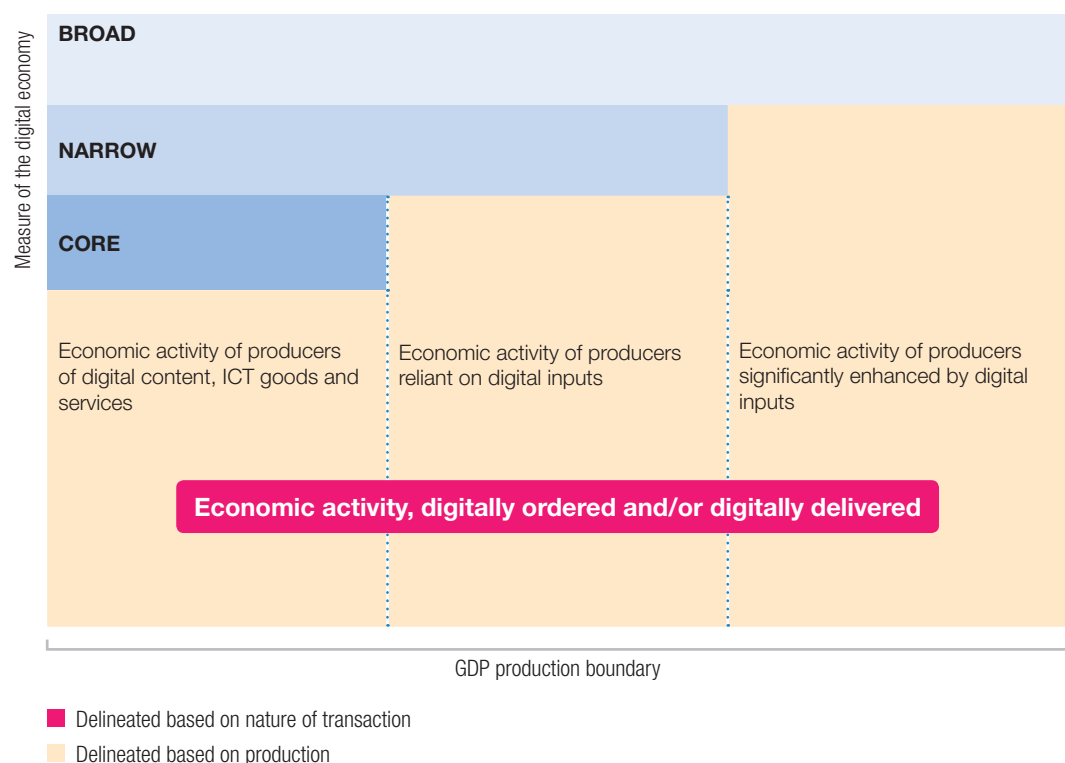 Measure of the digital economy
BROAD
NARROW
CORE
Economic activity of producers
of digital content, ICT goods and
services
Economic activity of producers
reliant on digital inputs
Economic activity of producers
significantly enhanced by digital
inputs
Economic activity, digitally ordered and/or digitally delivered
GDP production boundary
Delineated based on nature of transaction
Delineated based on production